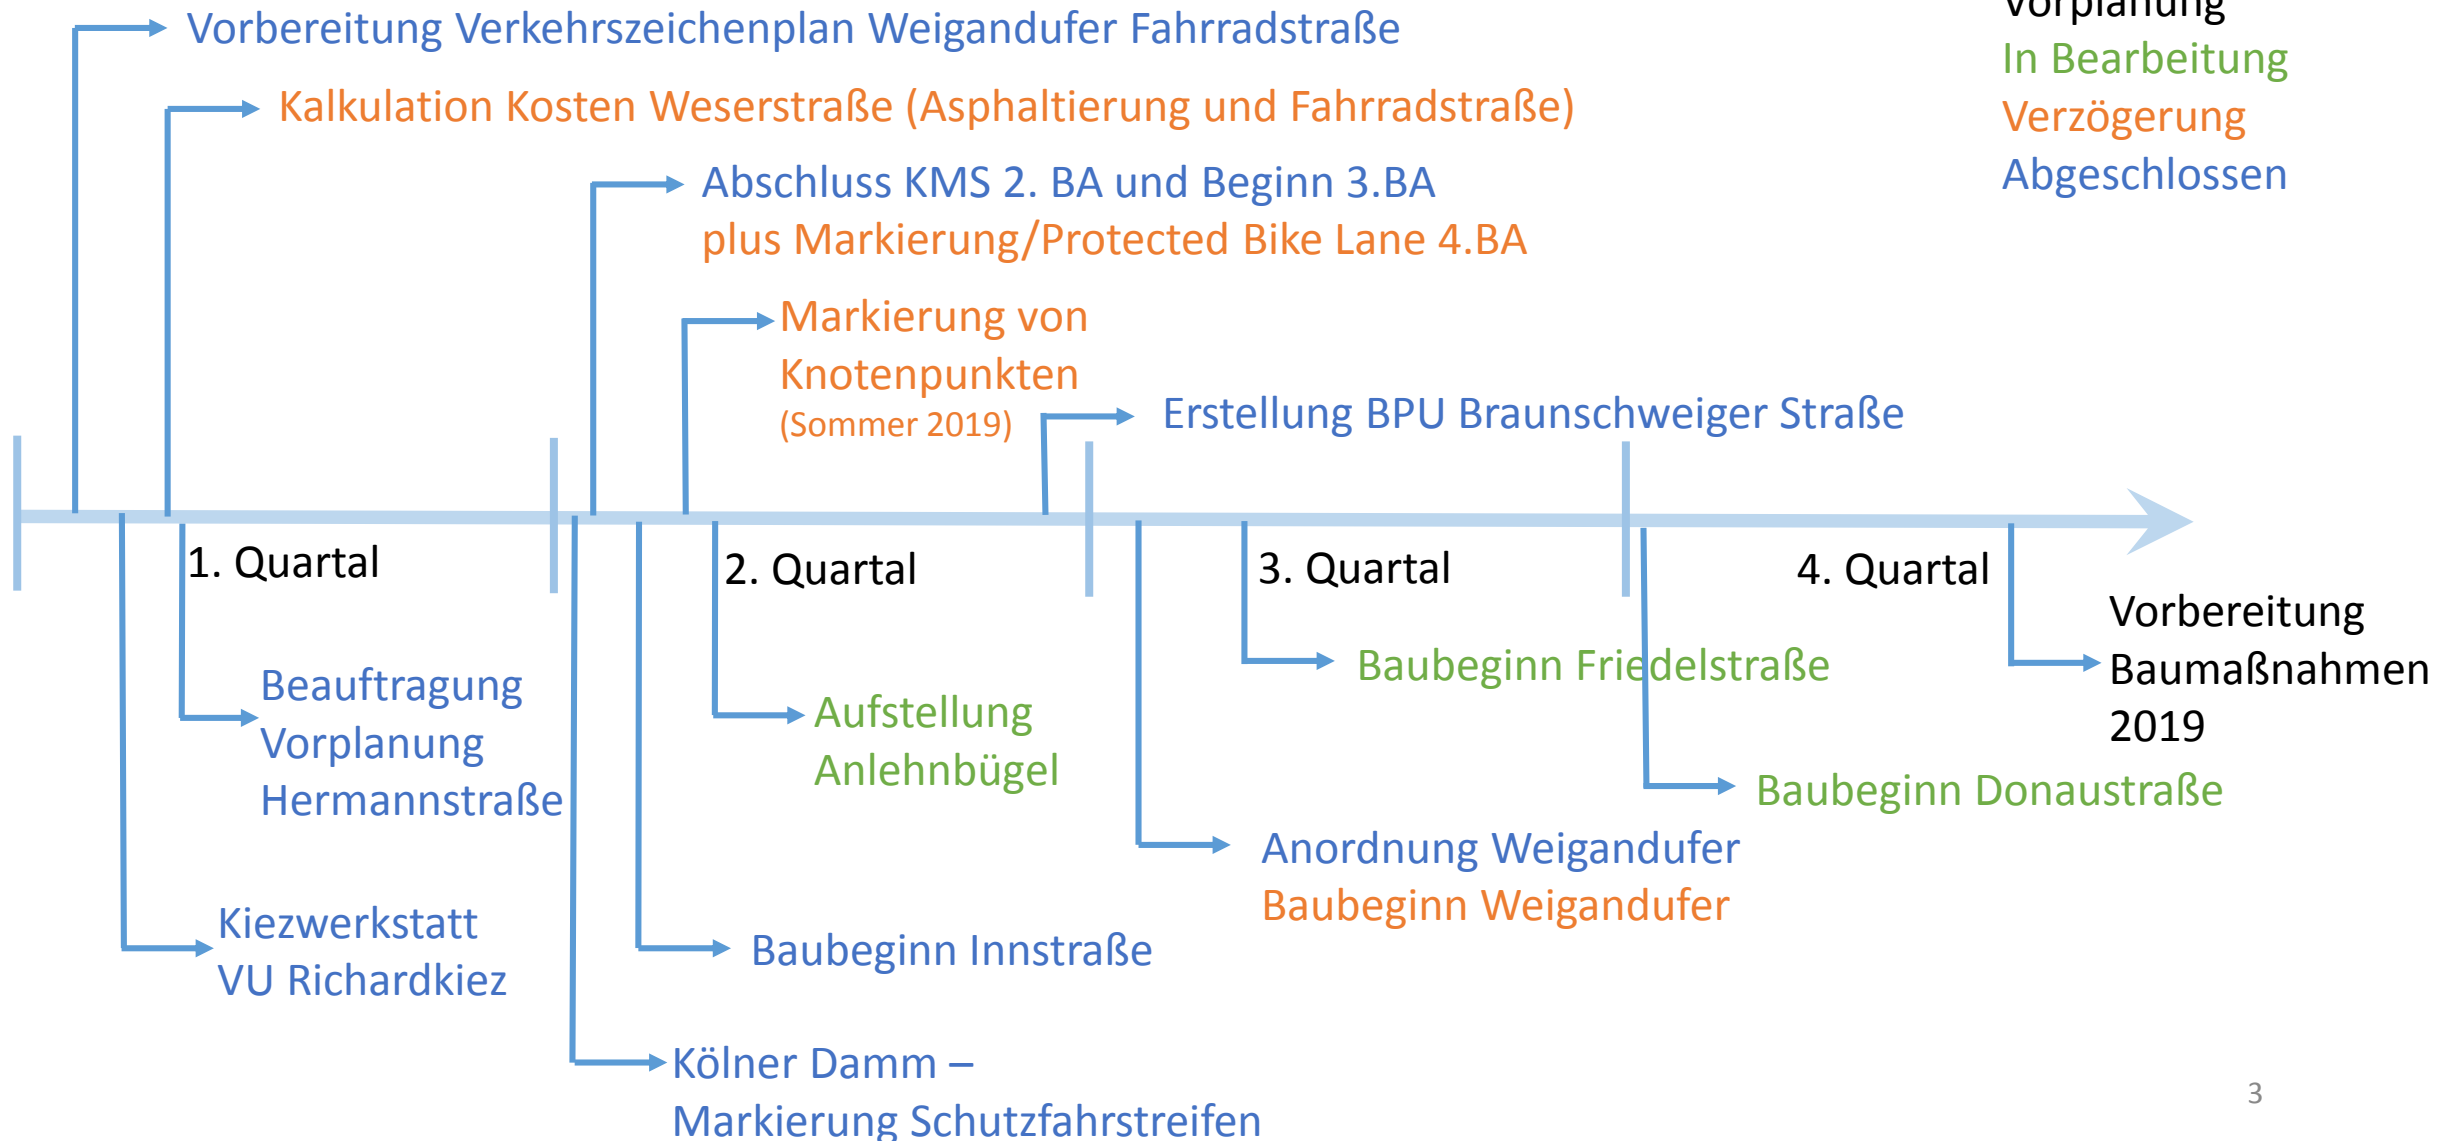 Vorplanung
In Bearbeitung
Verzögerung
Abgeschlossen
Vorbereitung Verkehrszeichenplan Weigandufer Fahrradstraße
Kalkulation Kosten Weserstraße (Asphaltierung und Fahrradstraße)
Abschluss KMS 2. BA und Beginn 3.BA
plus Markierung/Protected Bike Lane 4.BA
Markierung von
Knotenpunkten
(Sommer 2019)
Erstellung BPU Braunschweiger Straße
1. Quartal
2. Quartal
3. Quartal
4. Quartal
Vorbereitung
Baumaßnahmen
2019
Beauftragung
Vorplanung
Hermannstraße
Aufstellung
Anlehnbügel
Baubeginn Friedelstraße
Baubeginn Donaustraße
Anordnung Weigandufer
Baubeginn Weigandufer
Kiezwerkstatt
VU Richardkiez
Baubeginn Innstraße
Kölner Damm –
Markierung Schutzfahrstreifen
3